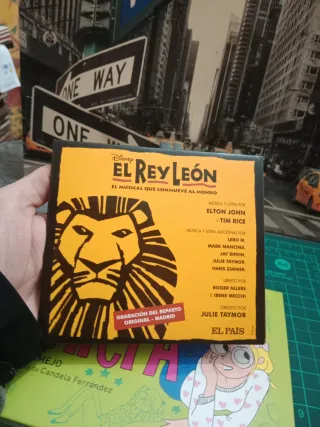 ONE WAY
ONE WAY
Disney
EL REY LEÓN
EL MUSICAL QUE CONMUEVE AL MUNDO
MÚSICA Y LETRA POR
ELTON JOHN
Y TIM RICE
MÚSICA Y LETRA ADICIONAL POR
LEBO M.
MARK MANCINA,
JAY RIFKIN,
JULIE TAYMOR,
HANS ZIMMER.
LIBRETO POR
ROGER ALLERS
E IRENE MECCHI
DIRIGIDO POR
JULIE TAYMOR
GRABACIÓN DEL REPARTO
ORIGINAL - MADRID
EL PAÍS
MEJO
Candela Ferrández